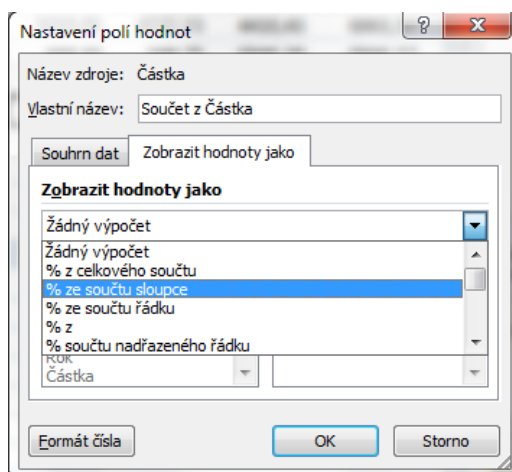 Nastavení polí hodnot
Název zdroje: Částka
Vlastní název: Součet z Částka
Souhrn dat Zobrazit hodnoty jako
Zobrazit hodnoty jako
Žádný výpočet
Žádný výpočet
% z celkového součtu
% ze součtu sloupce
% ze součtu řádku
% z
% součtu nadřazeného řádku
Rok
Částka
Formát čísla OK Storno